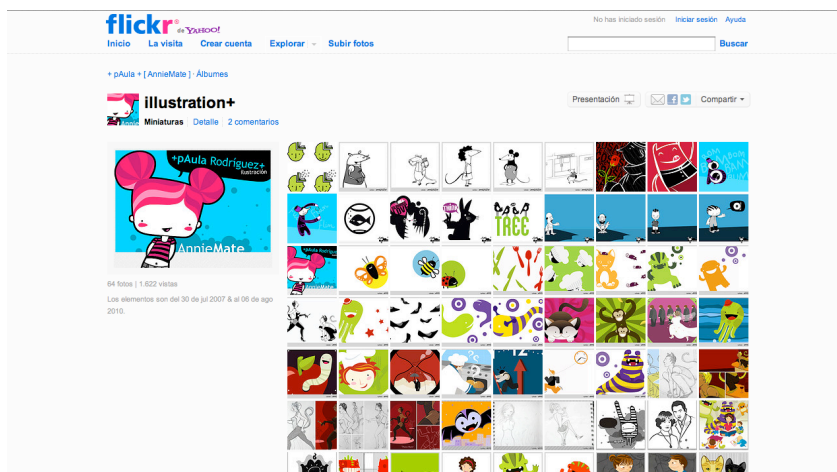 flickr® de YAHOO!
No has iniciado sesión Iniciar sesión Ayuda
Inicio La visita Crear cuenta Explorar Subir fotos
Buscar
+ pAula + [ AnnieMate ] · Álbumes
illustration+
Miniaturas Detalle 2 comentarios
Presentación Compartir
+pAula Rodríguez+
ilustración
AnnieMate
64 fotos | 1.622 vistas
Los elementos son del 30 de jul 2007 & al 06 de ago
2010.
TREE
12